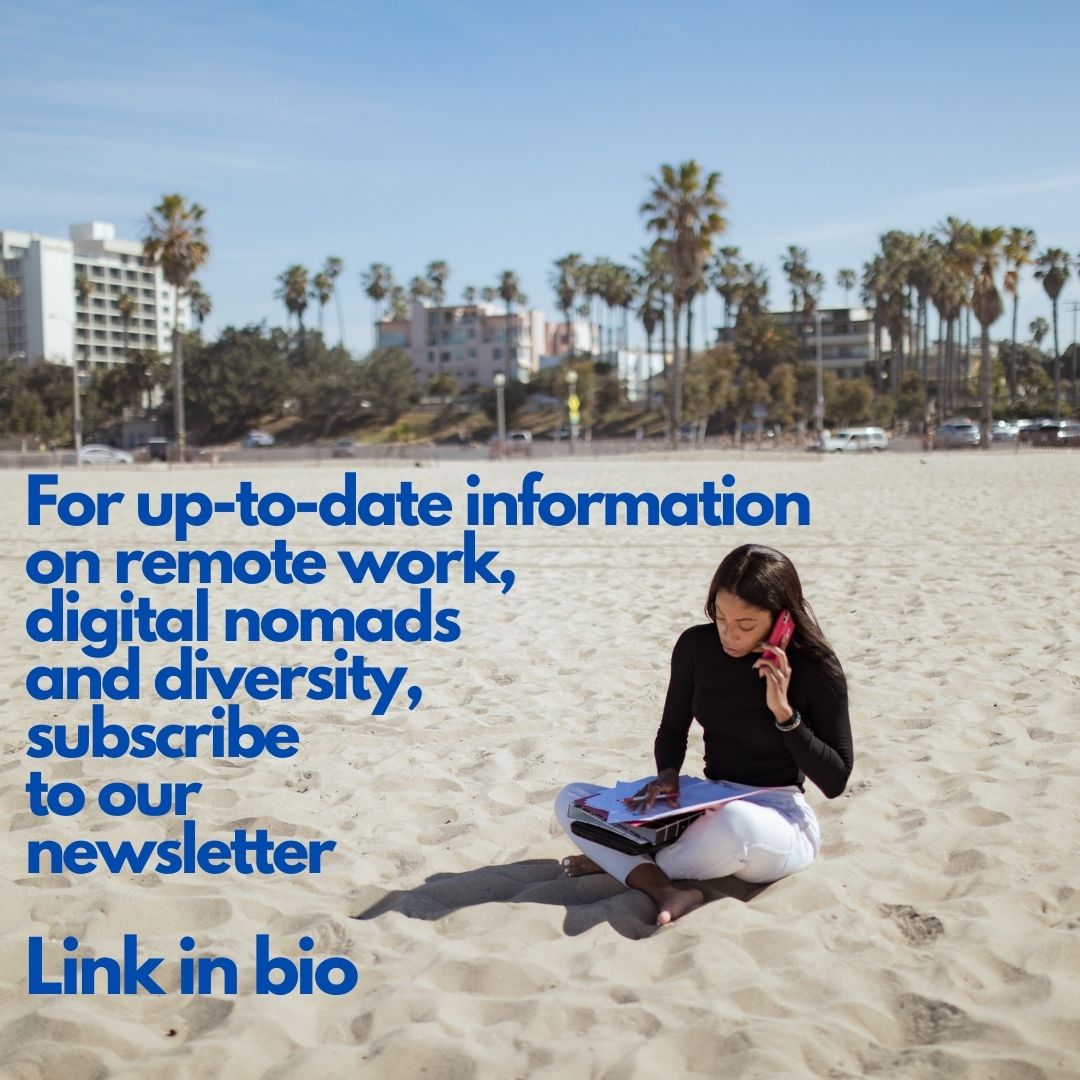 For up-to-date information
on remote work,
digital nomads
and diversity,
subscribe
to our
newsletter
Link in bio